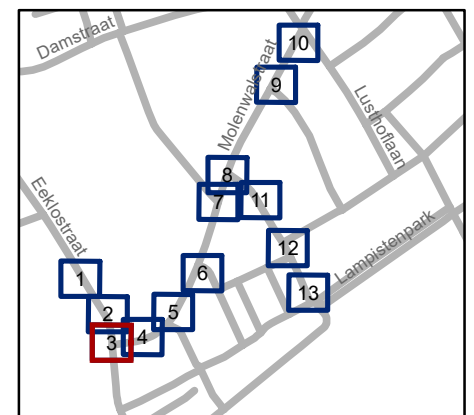 Damstraat
10
Molenwalstraat
9
Lusthoflaan
8
7
11
Eeklostraat
12
Lampistenpark
6
1
13
5
2
4
3